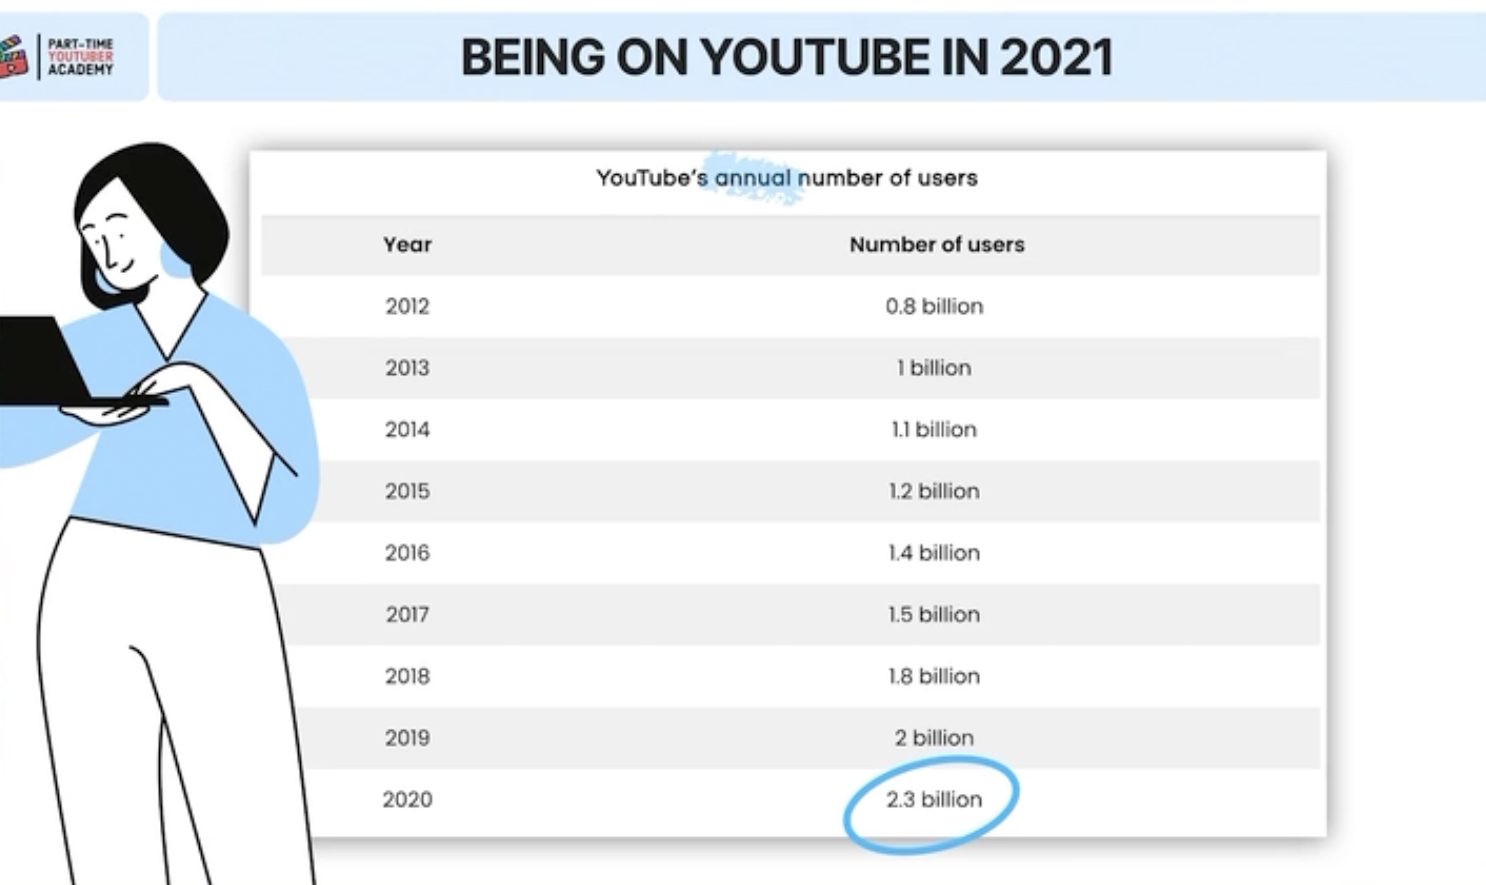 PART-TIME
YOUTUBER
ACADEMY
BEING ON YOUTUBE IN 2021
YouTube's annual number of users
Year Number of users
2012 0.8 billion
2013 1 billion
2014 1.1 billion
2015 1.2 billion
2016 1.4 billion
2017 1.5 billion
2018 1.8 billion
2019 2 billion
2020 2.3 billion